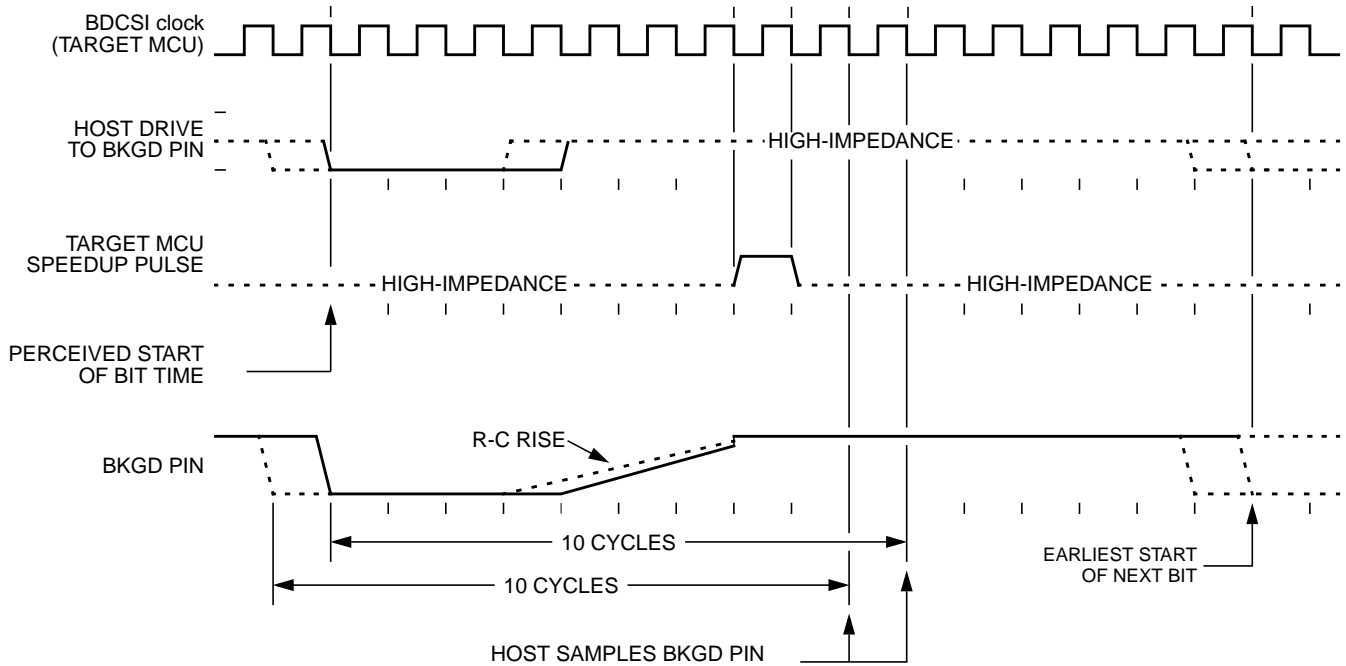 BDCSI clock
(TARGET MCU)
HOST DRIVE
TO BKGD PIN
HIGH-IMPEDANCE
TARGET MCU
SPEEDUP PULSE
HIGH-IMPEDANCE
HIGH-IMPEDANCE
PERCEIVED START
OF BIT TIME
R-C RISE
BKGD PIN
10 CYCLES
EARLIEST START
OF NEXT BIT
10 CYCLES
HOST SAMPLES BKGD PIN